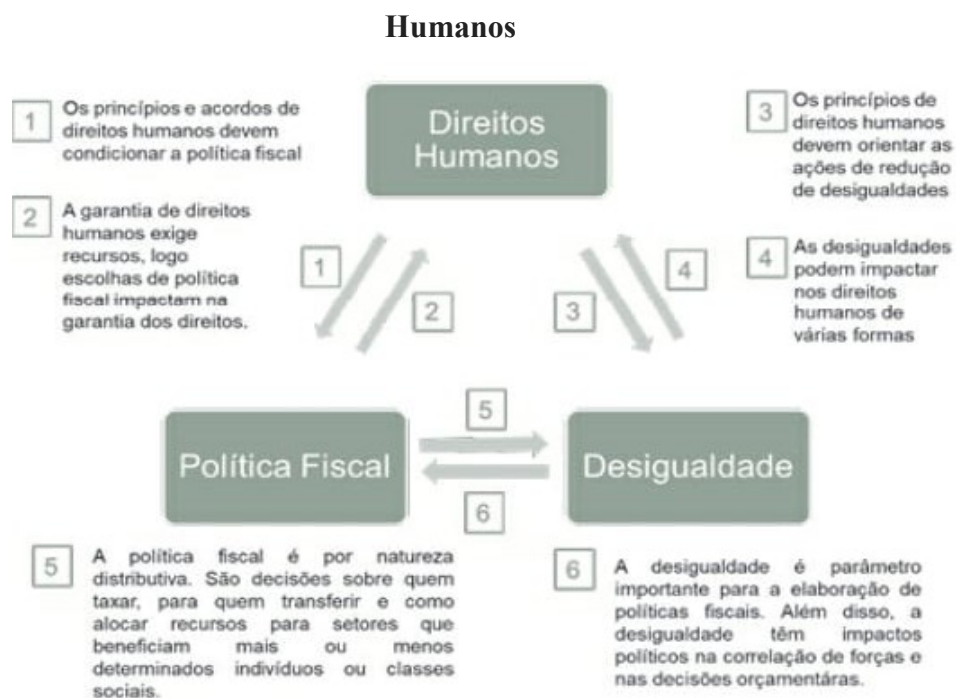 Humanos
1
Os princípios e acordos de
direitos humanos devem
condicionar a política fiscal
2
A garantia de direitos
humanos exige
recursos, logo
escolhas de política
fiscal impactam na
garantia dos direitos.
Direitos
Humanos
3
Os princípios de
direitos humanos
devem orientar as
ações de redução
de desigualdades
4
As desigualdades
podem impactar
nos direitos
humanos de
várias formas
1
2
3
4
5
Política Fiscal
Desigualdade
6
5
A política fiscal é por natureza
distributiva. São decisões sobre quem
taxar, para quem transferir e como
alocar recursos para setores que
beneficiam mais ou menos
determinados indivíduos ou classes
sociais.
6
A desigualdade é parâmetro
importante para a elaboração de
políticas fiscais. Além disso, a
desigualdade têm impactos
políticos na correlação de forças e
nas decisões orçamentáras.